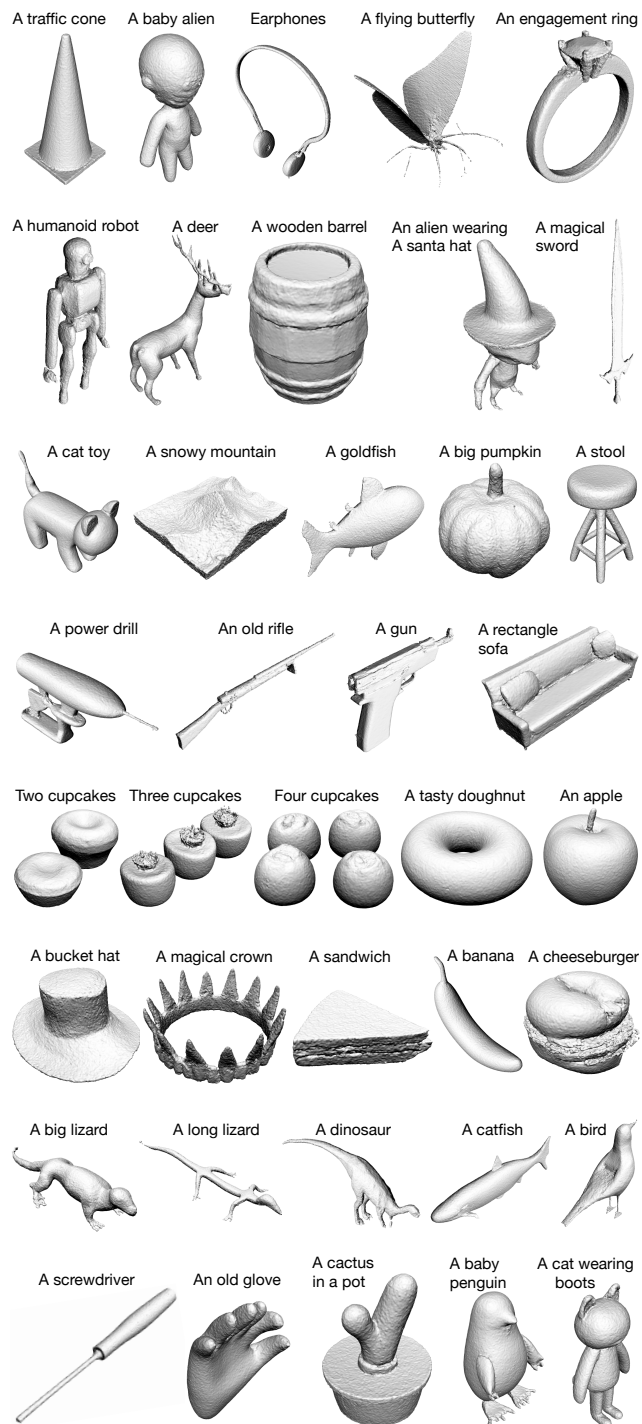 A traffic cone
A baby alien
Earphones
A flying butterfly
An engagement ring
A humanoid robot
A deer
A wooden barrel
An alien wearing
A santa hat
A magical
sword
A cat toy
A snowy mountain
A goldfish
A big pumpkin
A stool
A power drill
An old rifle
A gun
A rectangle
sofa
Two cupcakes
Three cupcakes
Four cupcakes
A tasty doughnut
An apple
A bucket hat
A magical crown
A sandwich
A banana
A cheeseburger
A big lizard
A long lizard
A dinosaur
A catfish
A bird
A screwdriver
An old glove
A cactus
in a pot
A baby
penguin
A cat wearing
boots